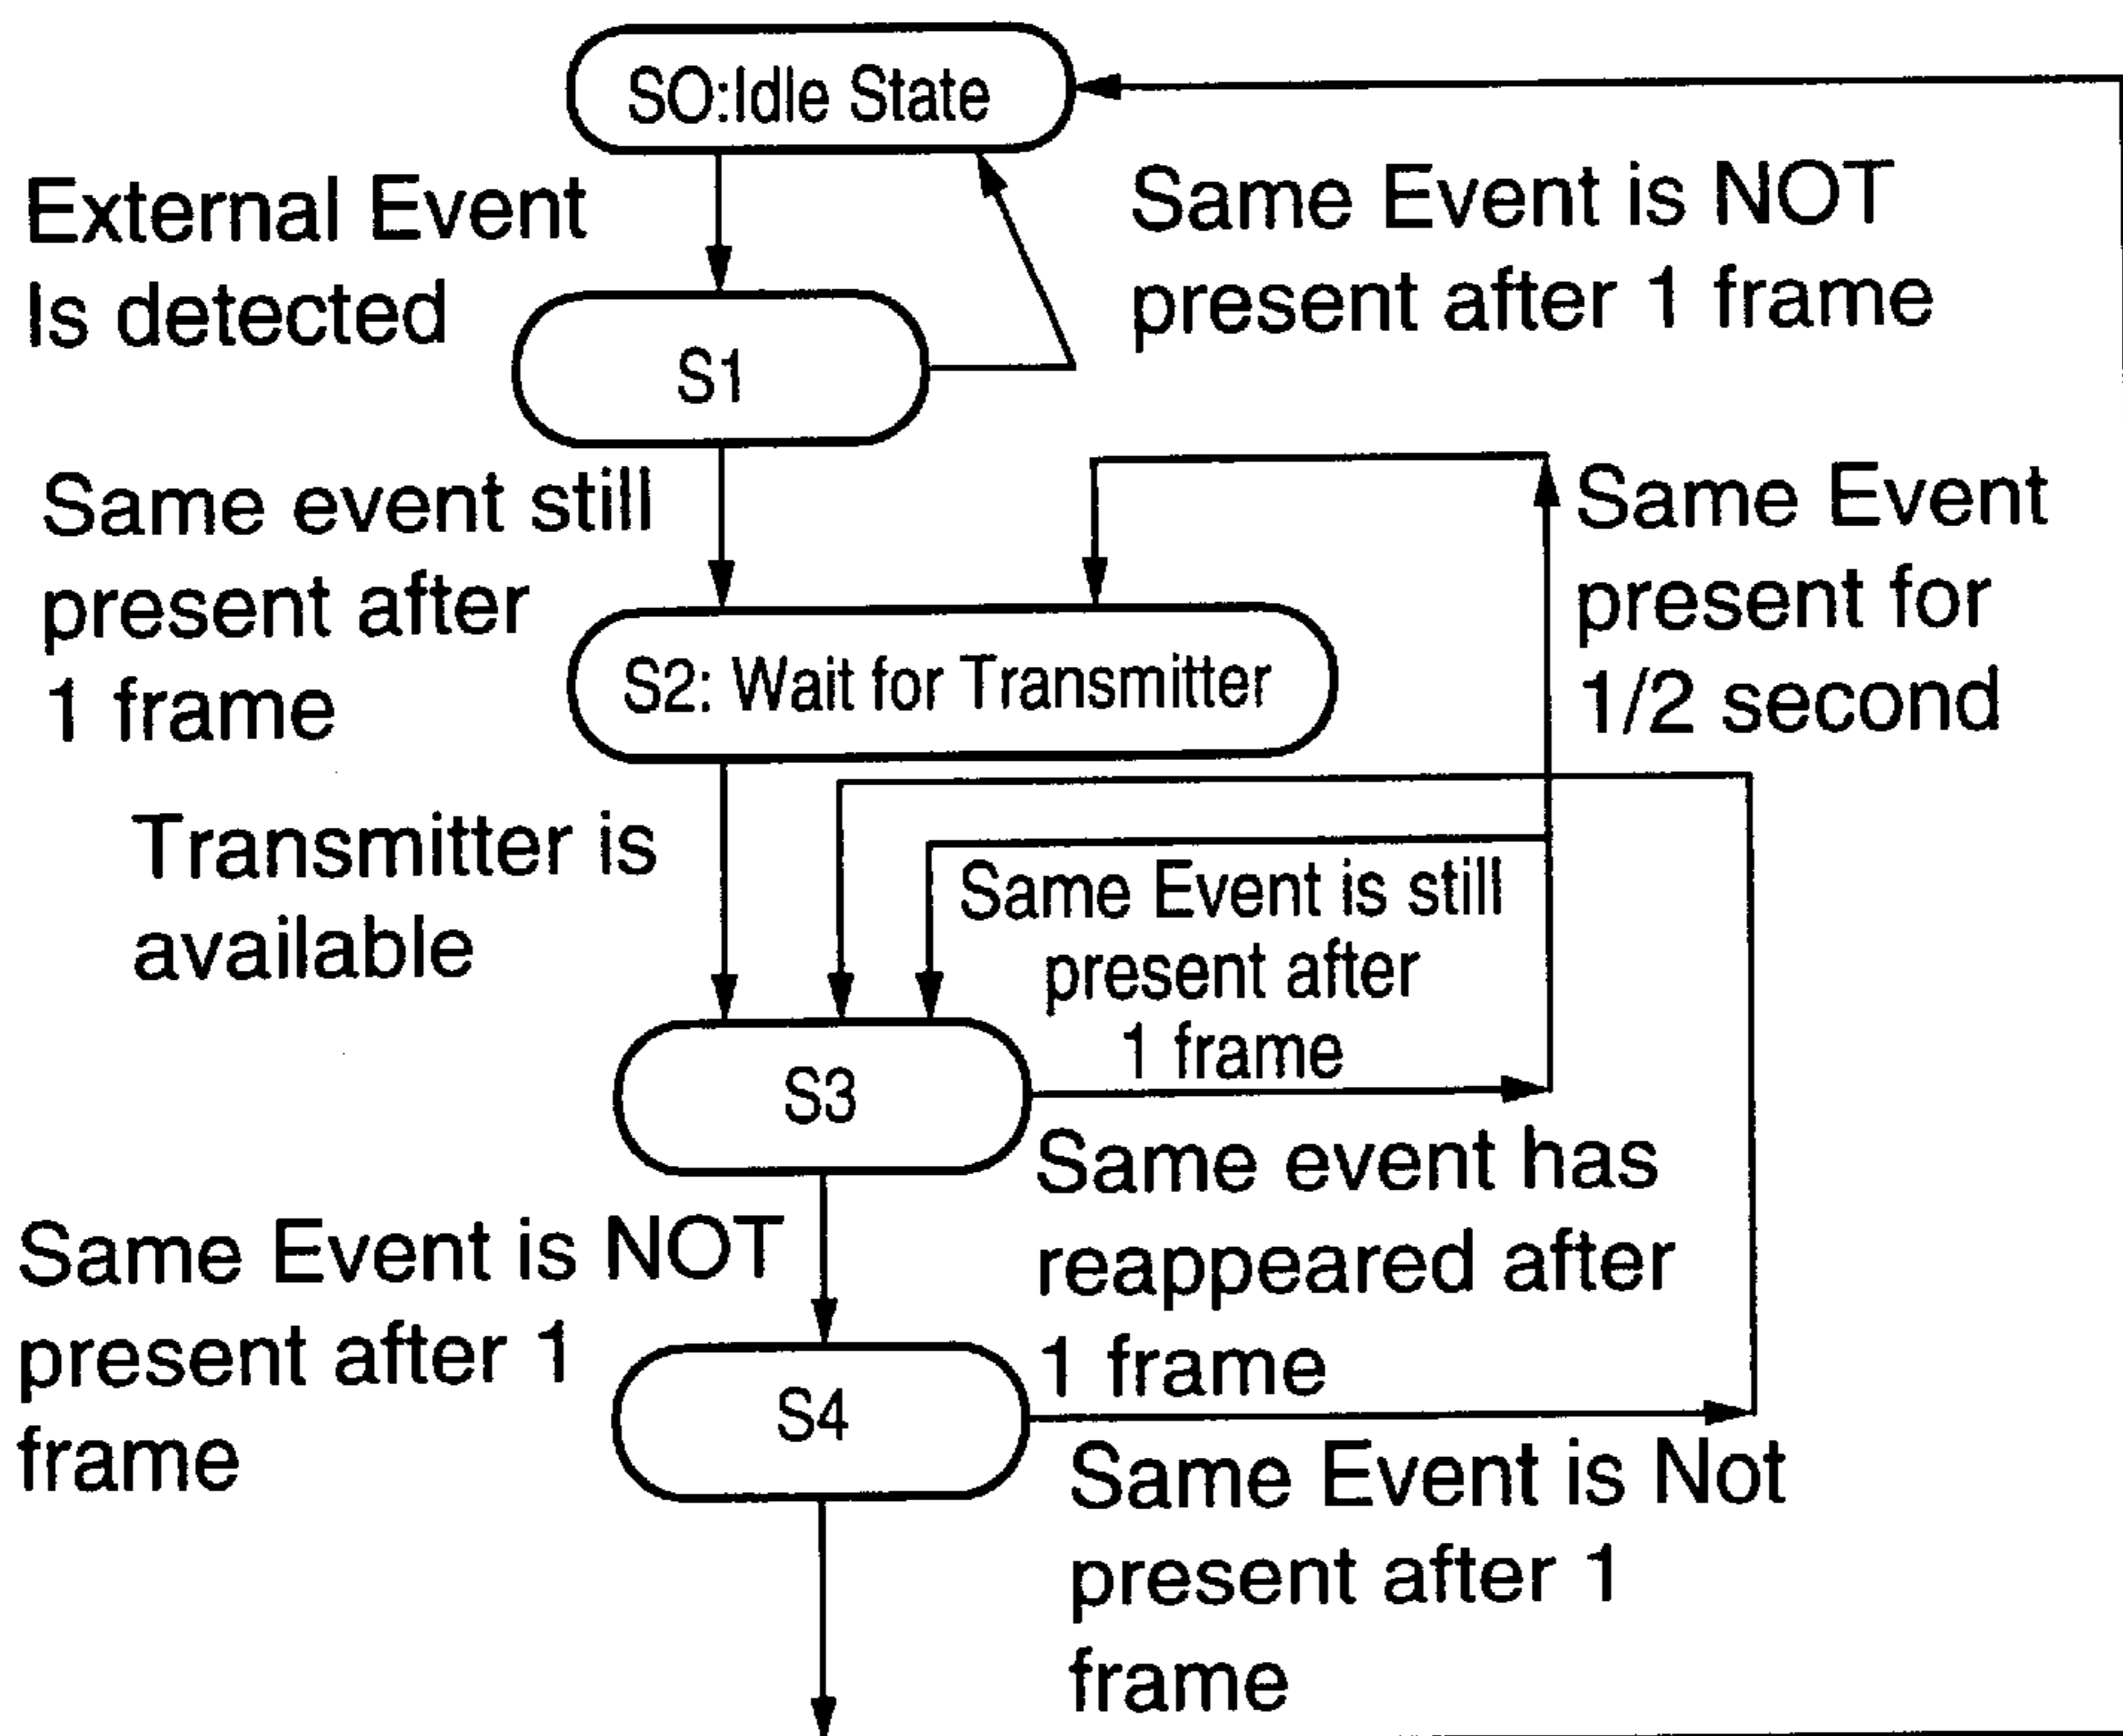 SO:Idle State
External Event
Is detected
Same Event is NOT
present after 1 frame
S1
Same event still
present after
1 frame
Same Event
present for
1/2 second
S2: Wait for Transmitter
Transmitter is
available
Same Event is still
present after
1 frame
S3
Same event has
reappeared after
1 frame
Same Event is NOT
present after 1
frame
S4
Same Event is Not
present after 1
frame